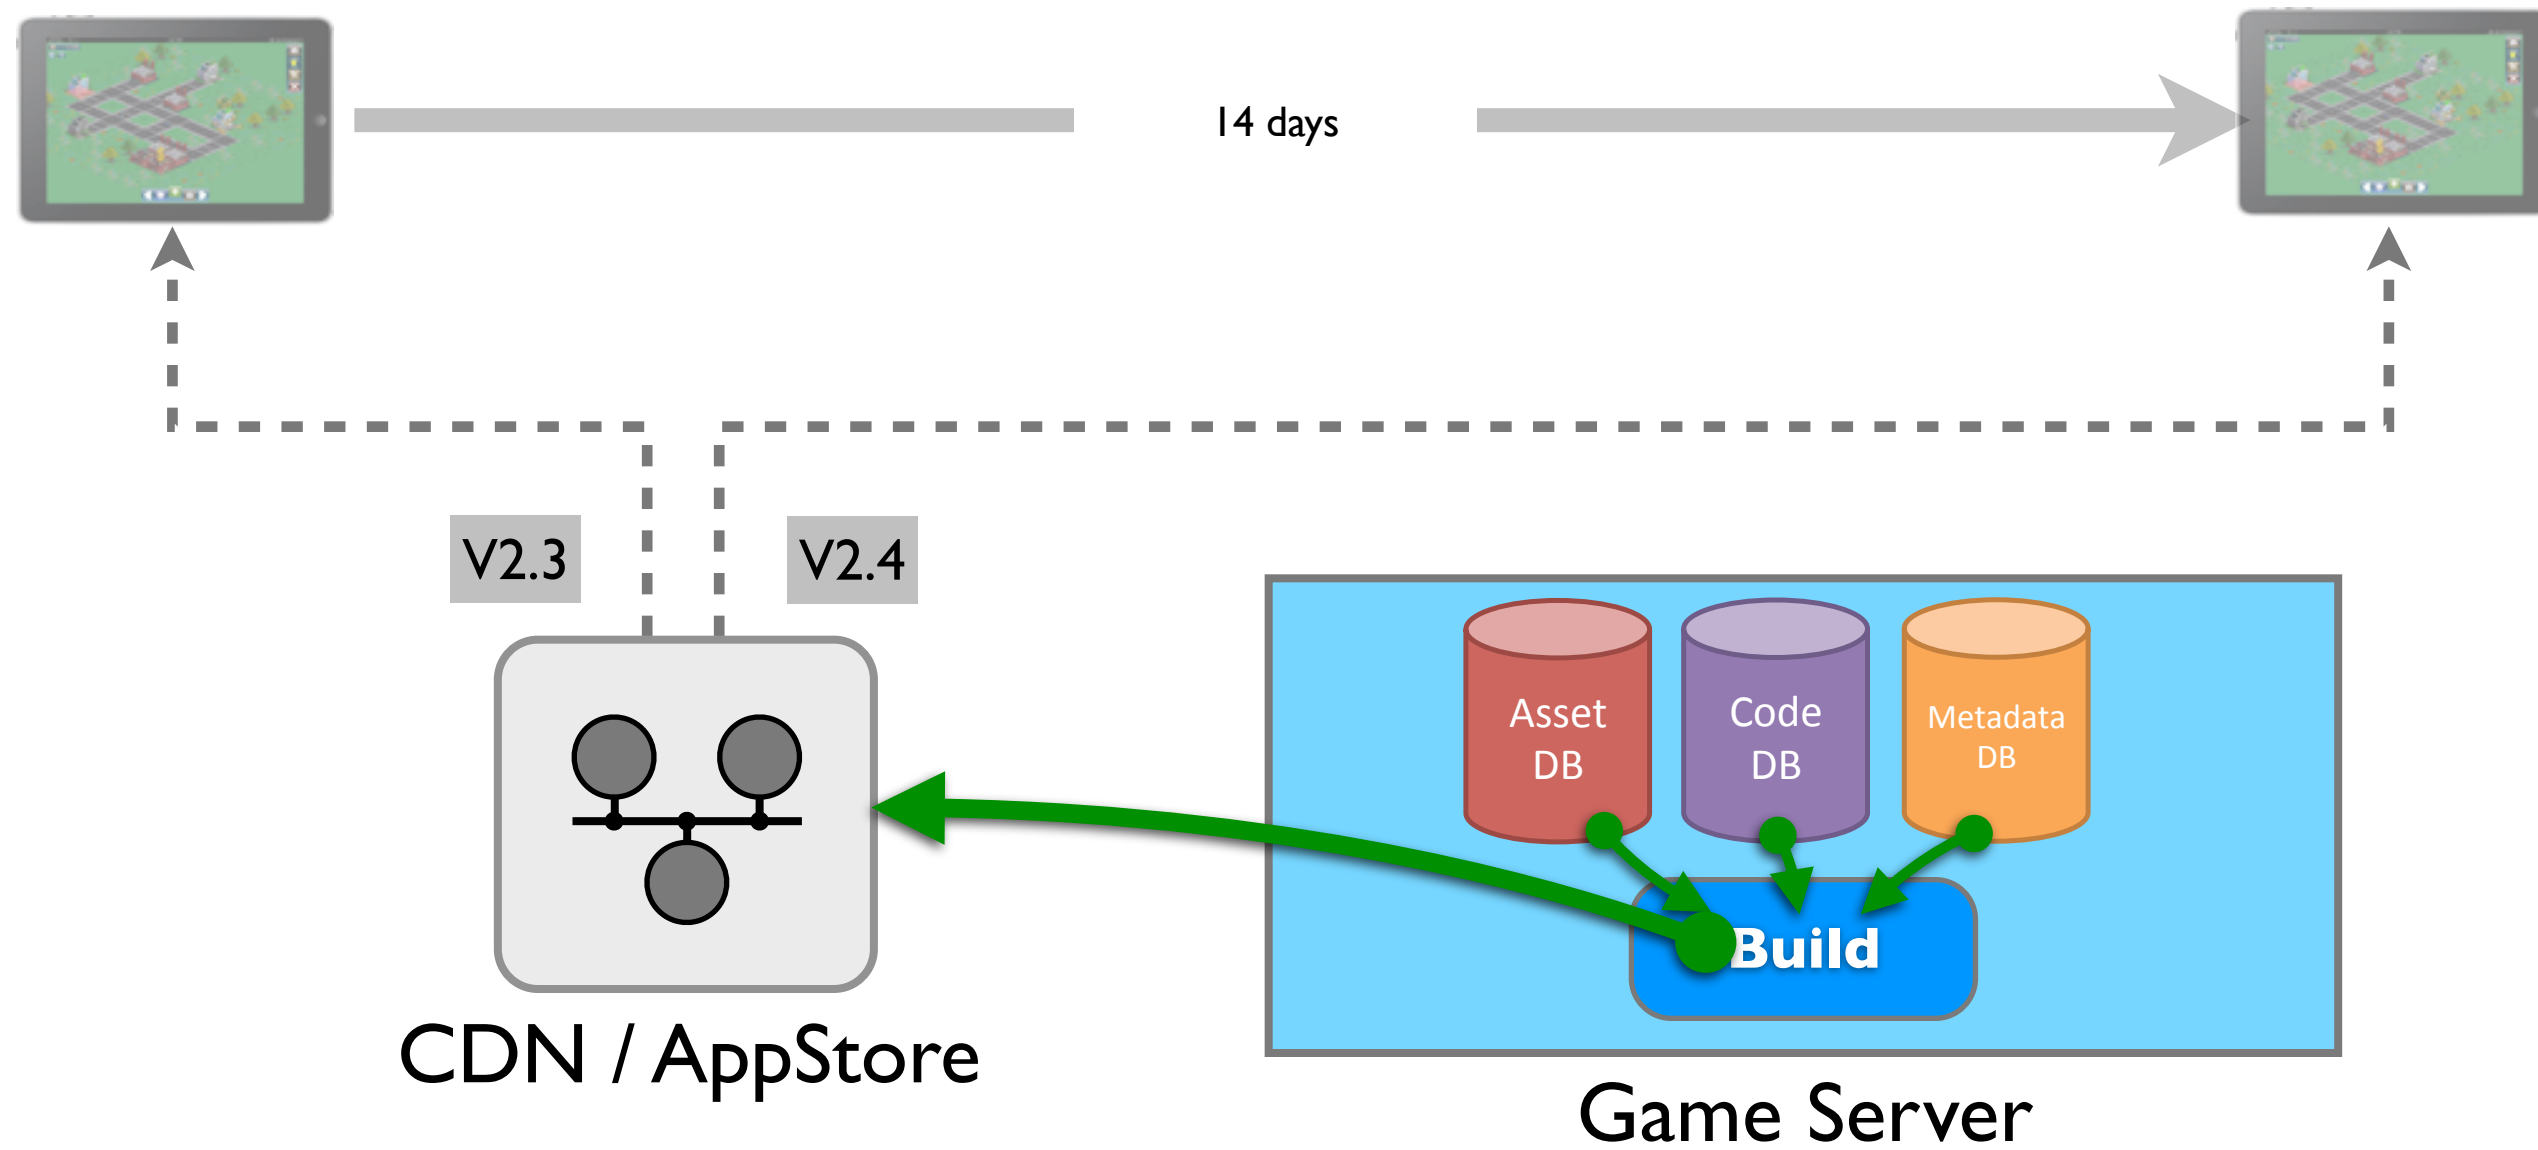 14 days
V2.3
V2.4
Asset
DB
Code
DB
Metadata
DB
Build
CDN / AppStore
Game Server